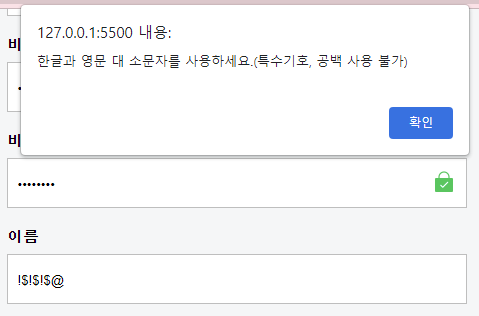 127.0.0.1:5500 내용:
한글과 영문 대 소문자를 사용하세요.(특수기호, 공백 사용 불가)
확인
••••••••
이름
!$!$!$@